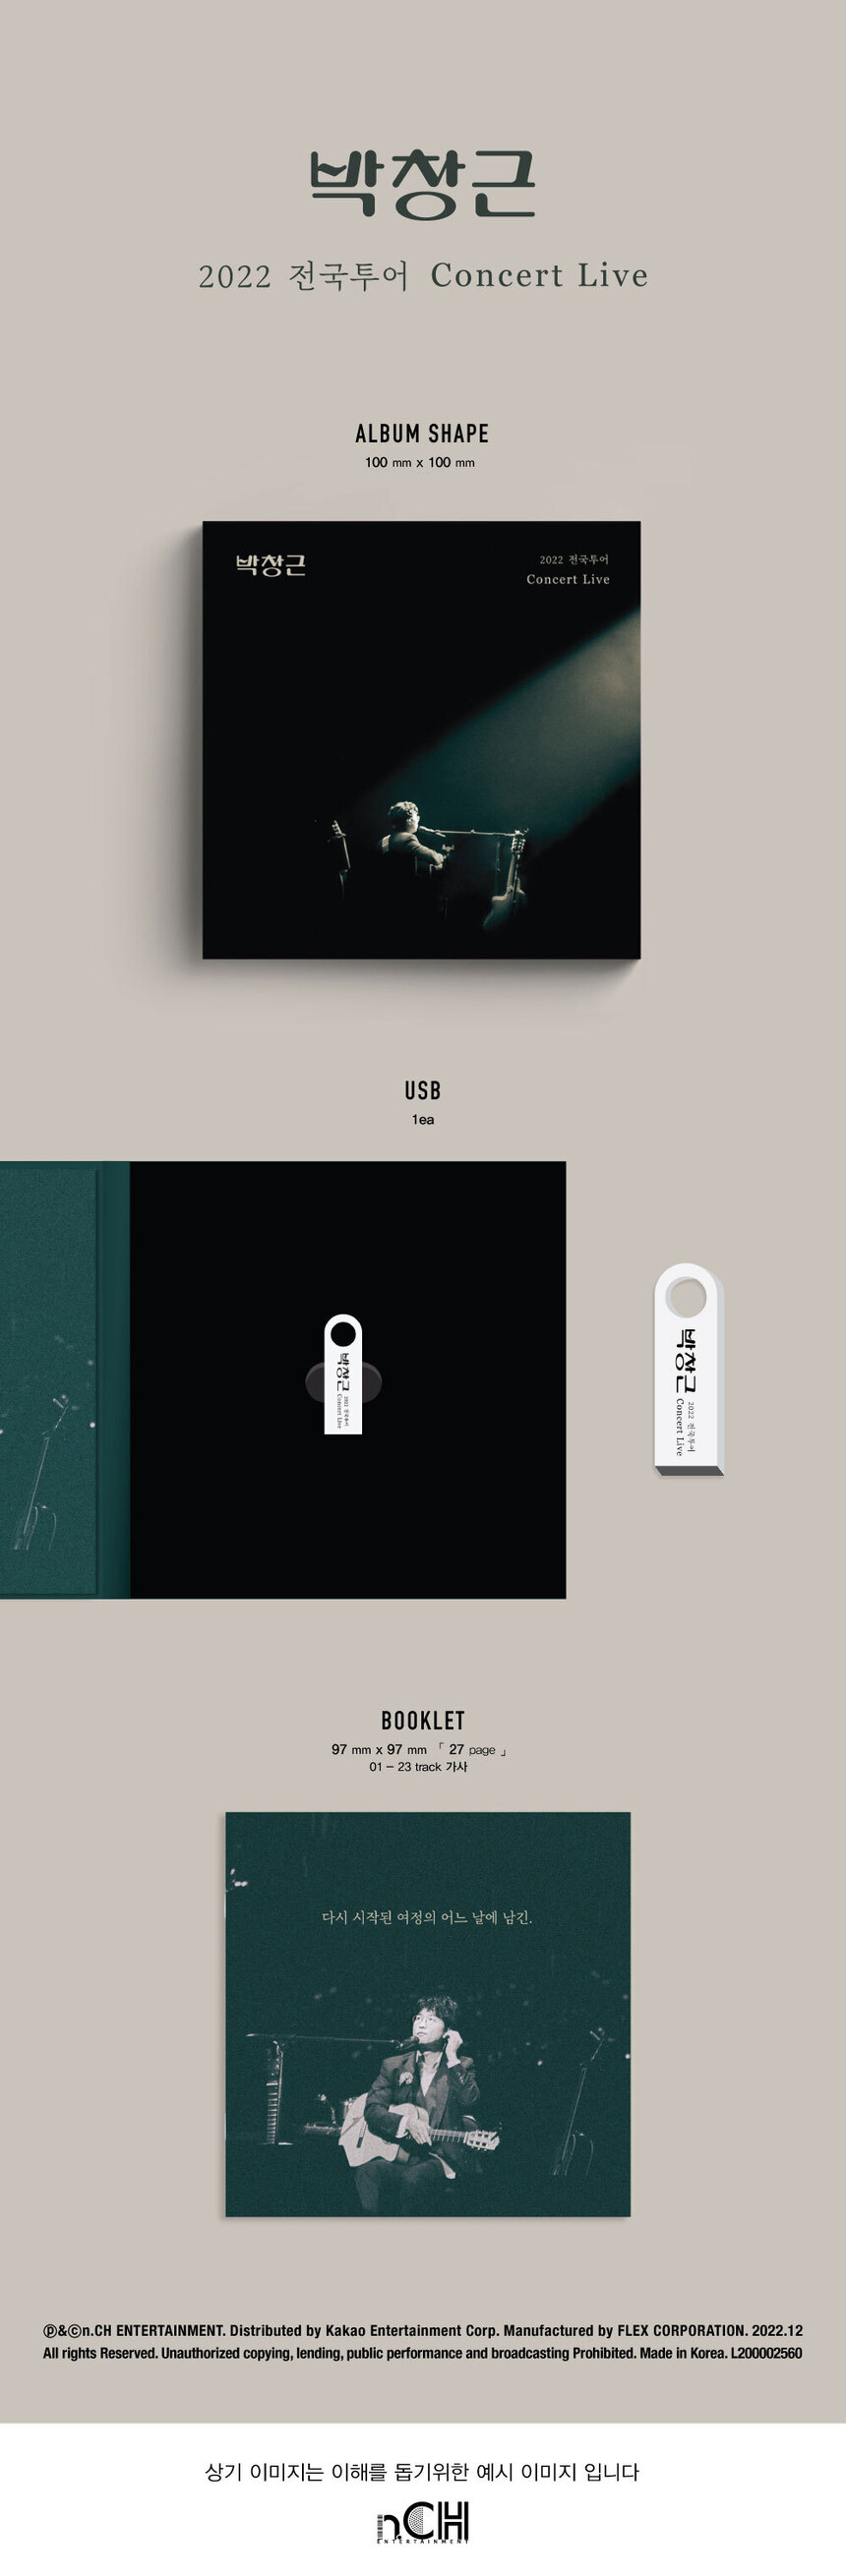 박창근
2022 전국투어 Concert Live
ALBUM SHAPE
100 mm x 100 mm
박창근
2022 전국투어
Concert Live
USB
1ea
박창근
2022 전국투어
Concert Live
박창근
2022 전국투어
Concert Live
BOOKLET
97 mm x 97 mm 「 27 page 」
01 – 23 track 가사
다시 시작된 여정의 어느 날에 남긴.
ⓟ&ⓒn.CH ENTERTAINMENT. Distributed by Kakao Entertainment Corp. Manufactured by FLEX CORPORATION. 2022.12
All rights Reserved. Unauthorized copying, lending, public performance and broadcasting Prohibited. Made in Korea. L200002560
상기 이미지는 이해를 돕기위한 예시 이미지 입니다
n.CH
ENTERTAINMENT